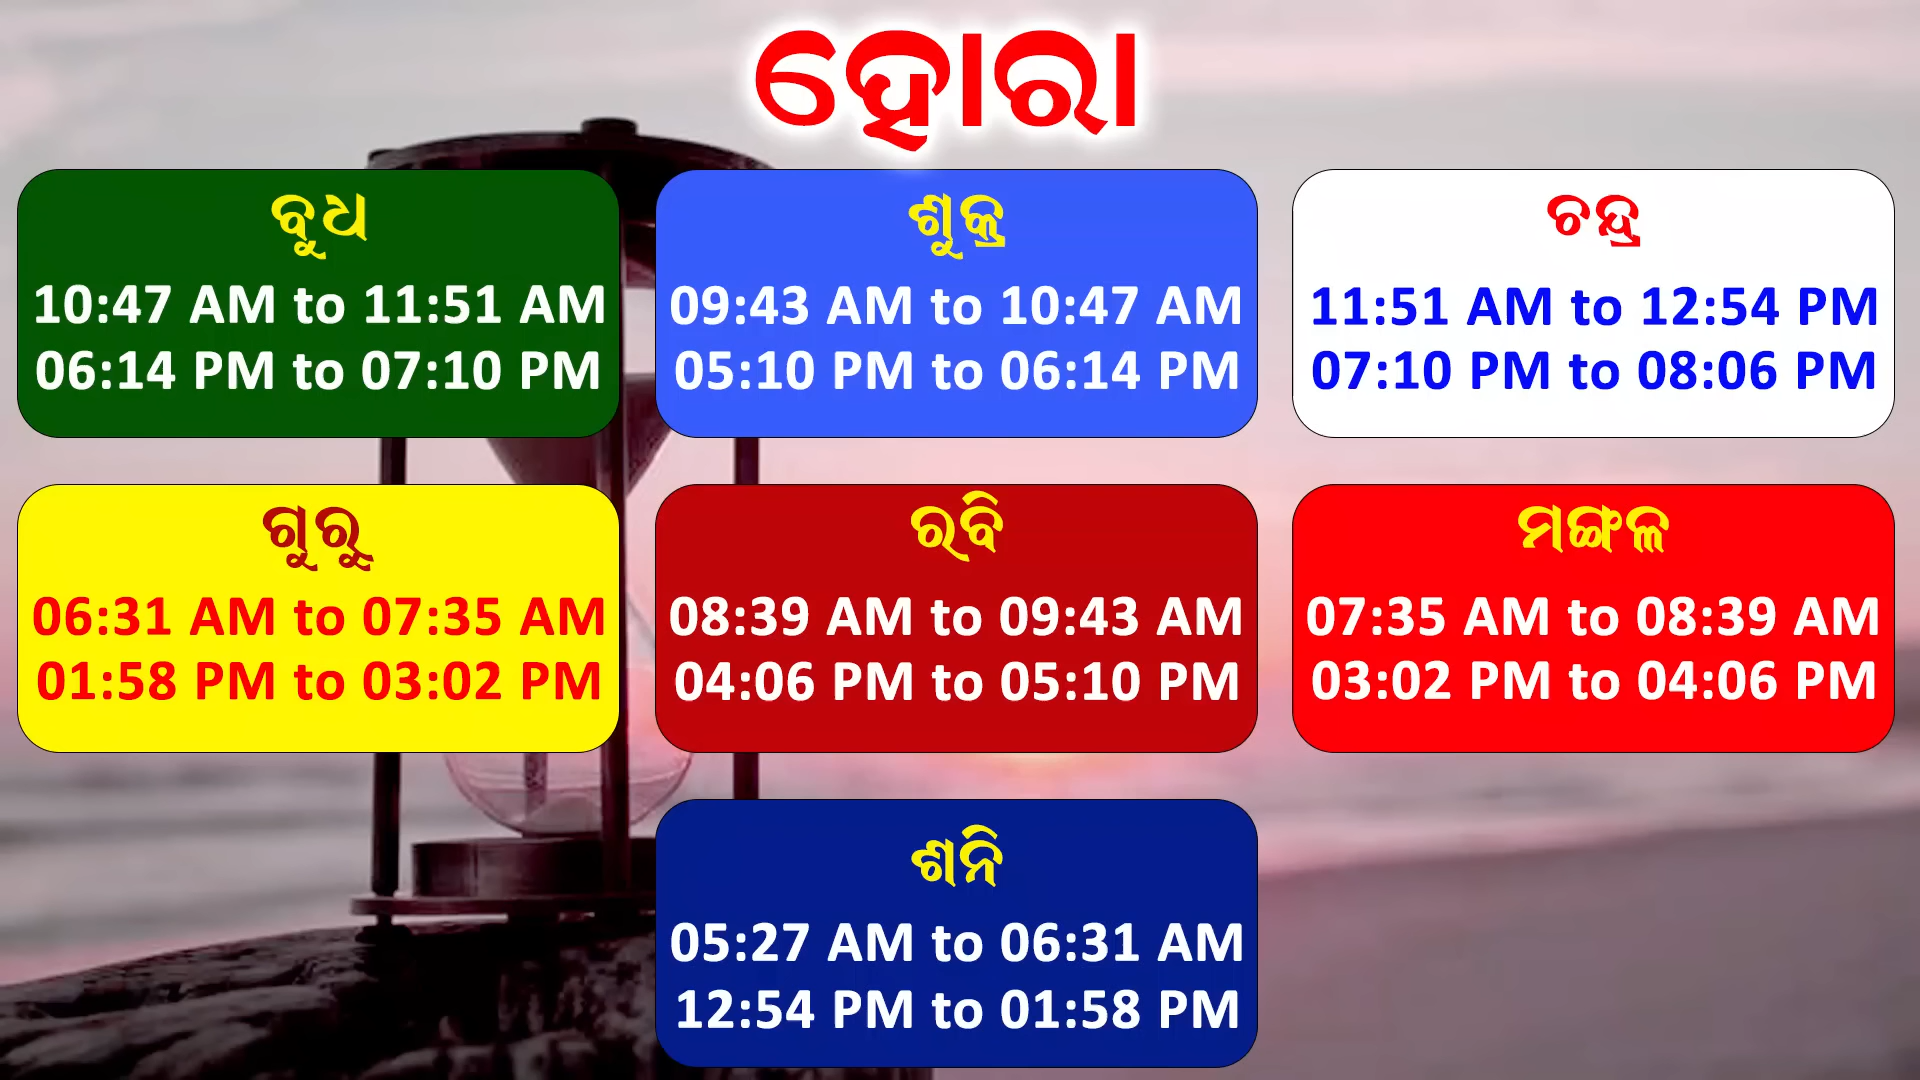 ହୋରା
ବୁଧ
10:47 AM to 11:51 AM
06:14 PM to 07:10 PM
ଶୁକ୍ର
09:43 AM to 10:47 AM
05:10 PM to 06:14 PM
ଚନ୍ଦ୍ର
11:51 AM to 12:54 PM
07:10 PM to 08:06 PM
ଗୁରୁ
06:31 AM to 07:35 AM
01:58 PM to 03:02 PM
ରବି
08:39 AM to 09:43 AM
04:06 PM to 05:10 PM
ମଙ୍ଗଳ
07:35 AM to 08:39 AM
03:02 PM to 04:06 PM
ଶନି
05:27 AM to 06:31 AM
12:54 PM to 01:58 PM